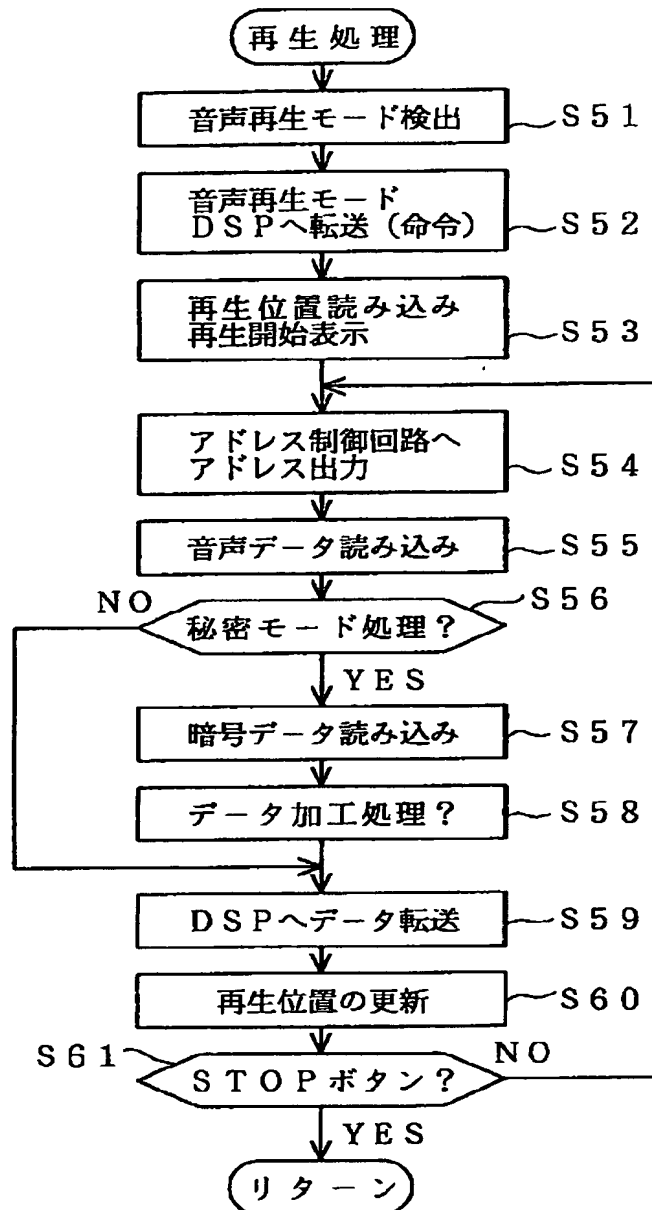 再生処理
音声再生モード検出
S51
音声再生モード
DSPへ転送（命令）
S52
再生位置読み込み
再生開始表示
S53
アドレス制御回路へ
アドレス出力
S54
音声データ読み込み
S55
NO
S56
秘密モード処理？
YES
暗号データ読み込み
S57
データ加工処理？
S58
DSPへデータ転送
S59
再生位置の更新
S60
S61
NO
STOPボタン？
YES
リターン